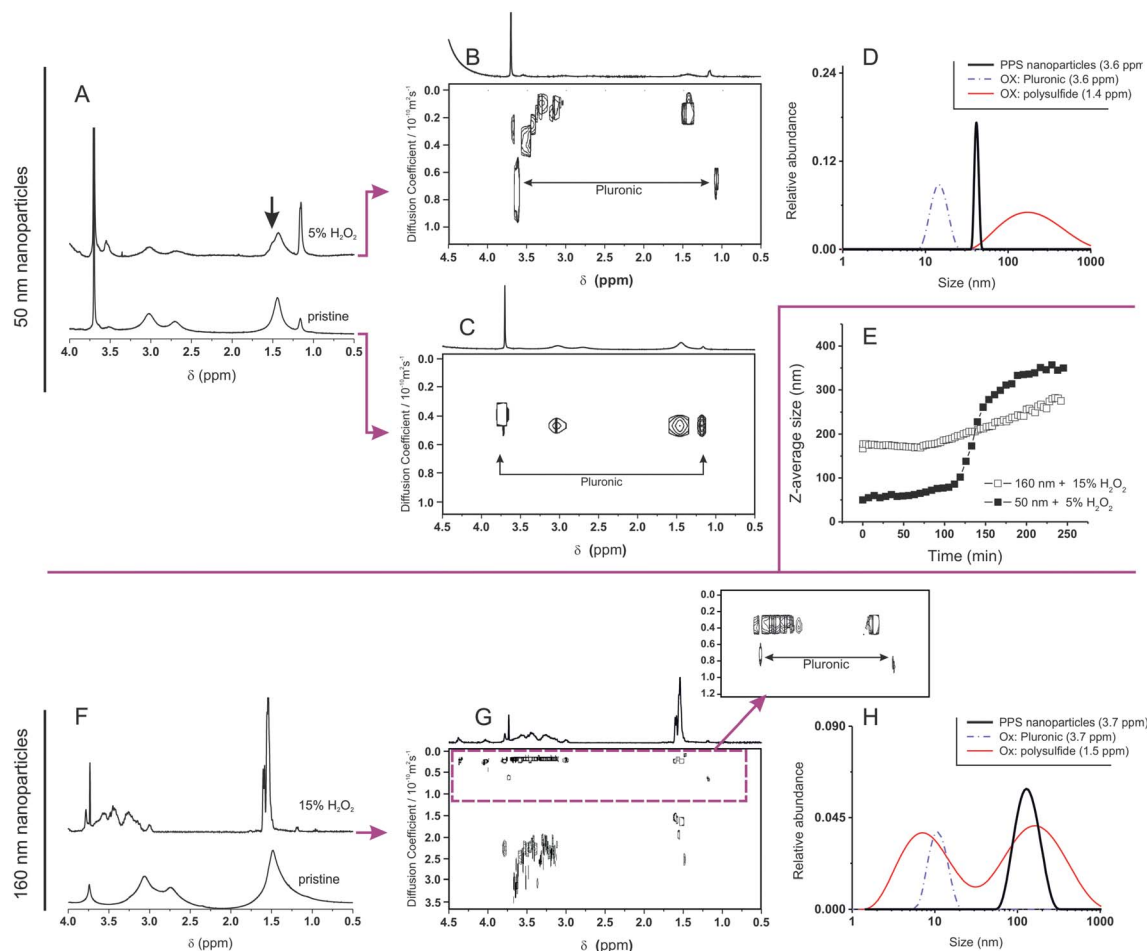 50 nm nanoparticles
A
5% H₂O₂
pristine
4.0 3.5 3.0 2.5 2.0 1.5 1.0 0.5
δ (ppm)
B
Diffusion Coefficient / 10⁻¹⁰m²s⁻¹
0.0
0.2
0.4
0.6
0.8
1.0
Pluronic
4.5 4.0 3.5 3.0 2.5 2.0 1.5 1.0 0.5
δ (ppm)
C
Diffusion Coefficient / 10⁻¹⁰m²s⁻¹
0.0
0.2
0.4
0.6
0.8
1.0
Pluronic
4.5 4.0 3.5 3.0 2.5 2.0 1.5 1.0 0.5
δ (ppm)
D
PPS nanoparticles (3.6 ppm
OX: Pluronic (3.6 ppm)
OX: polysulfide (1.4 ppm)
Relative abundance
0.24
0.12
0.00
1 10 100 1000
Size (nm)
E
Z-average size (nm)
400
300
200
100
0
160 nm + 15% H₂O₂
50 nm + 5% H₂O₂
0 50 100 150 200 250
Time (min)
160 nm nanoparticles
F
15% H₂O₂
pristine
4.0 3.5 3.0 2.5 2.0 1.5 1.0 0.5
δ (ppm)
G
Diffusion Coefficient / 10⁻¹⁰m²s⁻¹
0.0
0.5
1.0
1.5
2.0
2.5
3.0
3.5
4.5 4.0 3.5 3.0 2.5 2.0 1.5 1.0 0.5
δ (ppm)
0.0
0.2
0.4
0.6
0.8
1.0
1.2
Pluronic
H
PPS nanoparticles (3.7 ppm)
Ox: Pluronic (3.7 ppm)
Ox: polysulfide (1.5 ppm)
Relative abundance
0.090
0.045
0.000
1 10 100 1000
Size (nm)